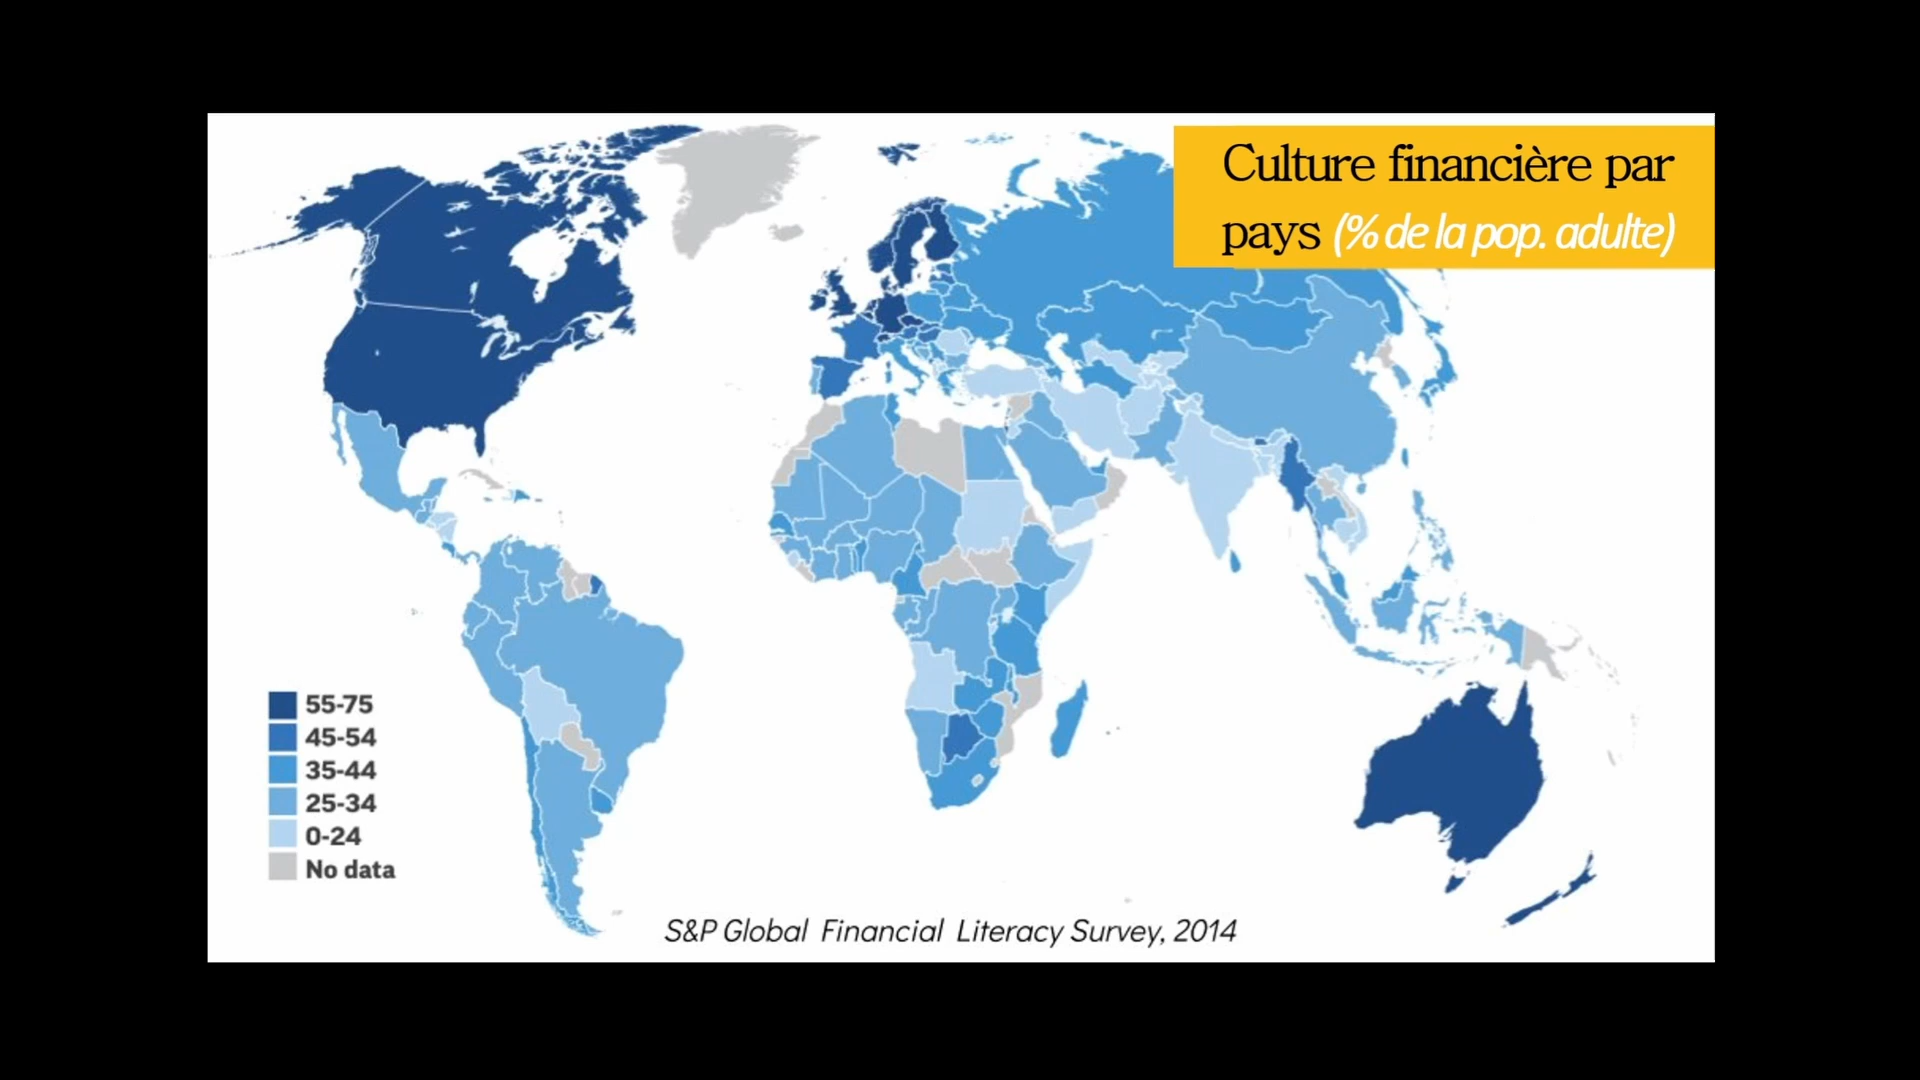 Culture financière par
pays (% de la pop. adulte)
55-75
45-54
35-44
25-34
0-24
No data
S&P Global Financial Literacy Survey, 2014